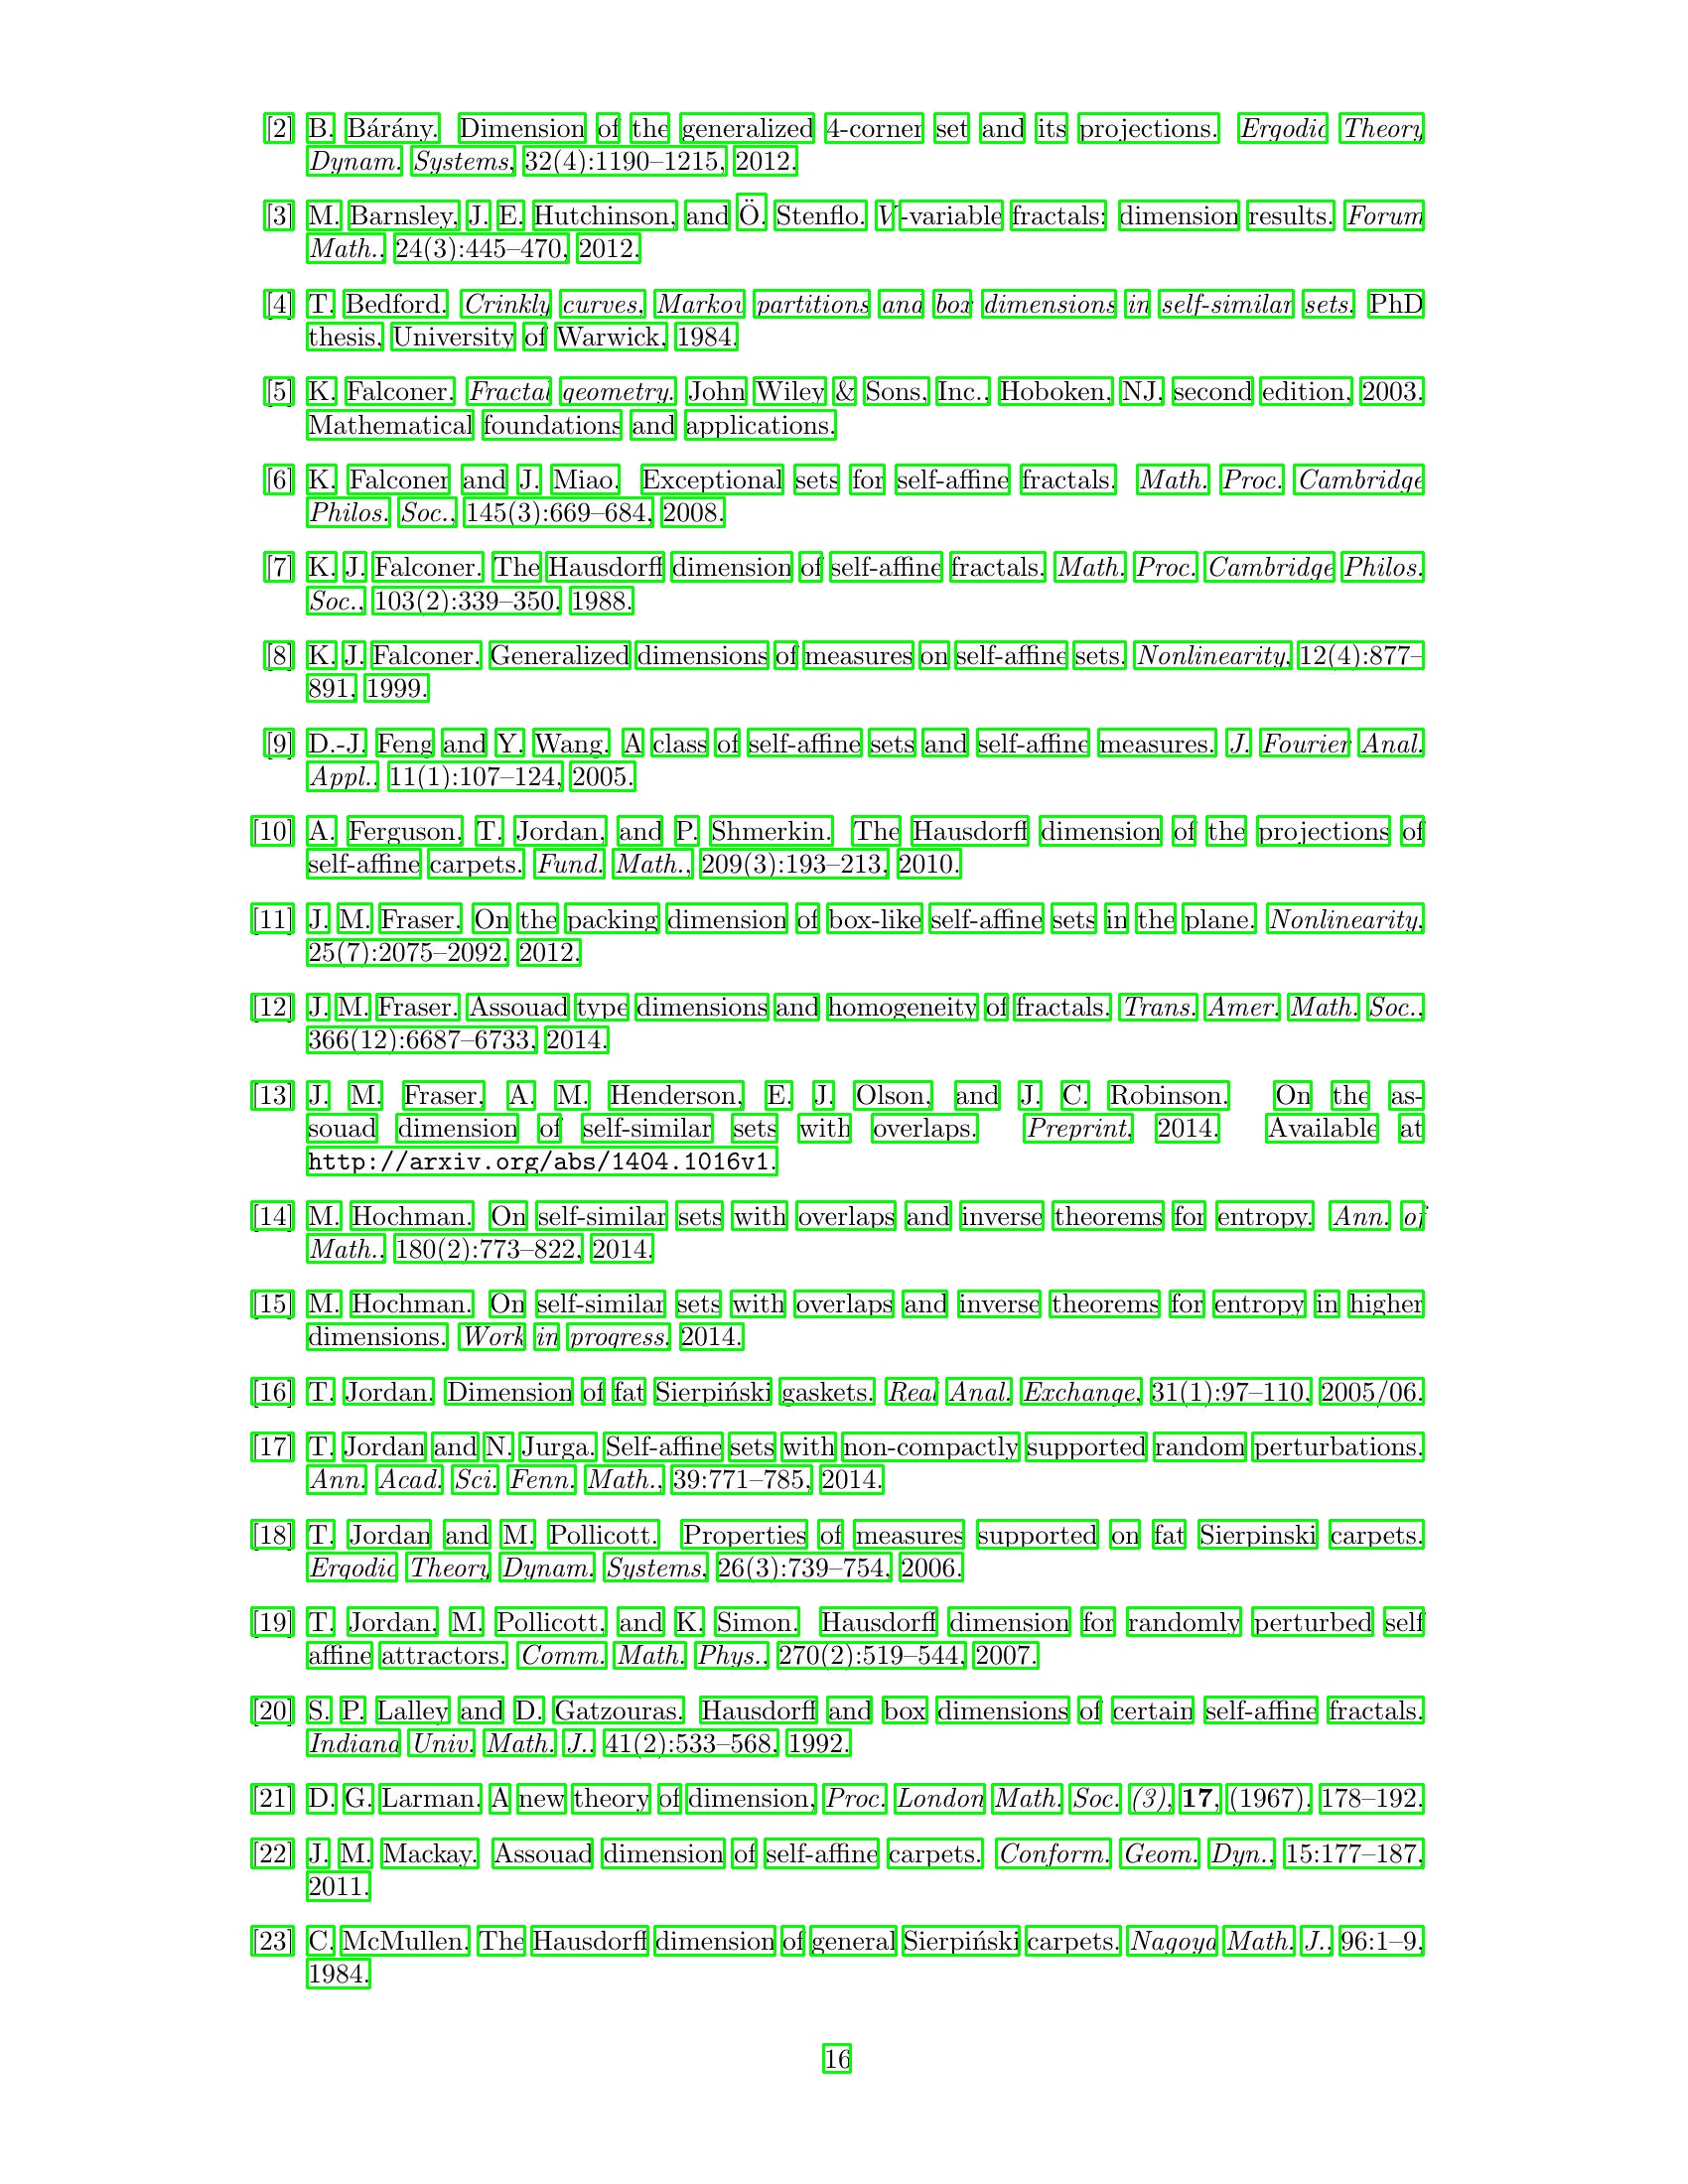 [2] B. Bárány. Dimension of the generalized 4-corner set and its projections. Ergodic Theory
Dynam. Systems, 32(4):1190–1215, 2012.
[3] M. Barnsley, J. E. Hutchinson, and Ö. Stenflo. V-variable fractals: dimension results. Forum
Math., 24(3):445–470, 2012.
[4] T. Bedford. Crinkly curves, Markov partitions and box dimensions in self-similar sets. PhD
thesis, University of Warwick, 1984.
[5] K. Falconer. Fractal geometry. John Wiley & Sons, Inc., Hoboken, NJ, second edition, 2003.
Mathematical foundations and applications.
[6] K. Falconer and J. Miao. Exceptional sets for self-affine fractals. Math. Proc. Cambridge
Philos. Soc., 145(3):669–684, 2008.
[7] K. J. Falconer. The Hausdorff dimension of self-affine fractals. Math. Proc. Cambridge Philos.
Soc., 103(2):339–350, 1988.
[8] K. J. Falconer. Generalized dimensions of measures on self-affine sets. Nonlinearity, 12(4):877–
891, 1999.
[9] D.-J. Feng and Y. Wang. A class of self-affine sets and self-affine measures. J. Fourier Anal.
Appl., 11(1):107–124, 2005.
[10] A. Ferguson, T. Jordan, and P. Shmerkin. The Hausdorff dimension of the projections of
self-affine carpets. Fund. Math., 209(3):193–213, 2010.
[11] J. M. Fraser. On the packing dimension of box-like self-affine sets in the plane. Nonlinearity,
25(7):2075–2092, 2012.
[12] J. M. Fraser. Assouad type dimensions and homogeneity of fractals. Trans. Amer. Math. Soc.,
366(12):6687–6733, 2014.
[13] J. M. Fraser, A. M. Henderson, E. J. Olson, and J. C. Robinson. On the as-
souad dimension of self-similar sets with overlaps. Preprint, 2014. Available at
http://arxiv.org/abs/1404.1016v1.
[14] M. Hochman. On self-similar sets with overlaps and inverse theorems for entropy. Ann. of
Math., 180(2):773–822, 2014.
[15] M. Hochman. On self-similar sets with overlaps and inverse theorems for entropy in higher
dimensions. Work in progress. 2014.
[16] T. Jordan. Dimension of fat Sierpiński gaskets. Real Anal. Exchange, 31(1):97–110, 2005/06.
[17] T. Jordan and N. Jurga. Self-affine sets with non-compactly supported random perturbations.
Ann. Acad. Sci. Fenn. Math., 39:771–785, 2014.
[18] T. Jordan and M. Pollicott. Properties of measures supported on fat Sierpinski carpets.
Ergodic Theory Dynam. Systems, 26(3):739–754, 2006.
[19] T. Jordan, M. Pollicott, and K. Simon. Hausdorff dimension for randomly perturbed self
affine attractors. Comm. Math. Phys., 270(2):519–544, 2007.
[20] S. P. Lalley and D. Gatzouras. Hausdorff and box dimensions of certain self-affine fractals.
Indiana Univ. Math. J., 41(2):533–568, 1992.
[21] D. G. Larman. A new theory of dimension, Proc. London Math. Soc. (3), 17, (1967), 178–192.
[22] J. M. Mackay. Assouad dimension of self-affine carpets. Conform. Geom. Dyn., 15:177–187,
2011.
[23] C. McMullen. The Hausdorff dimension of general Sierpiński carpets. Nagoya Math. J., 96:1–9,
1984.
16